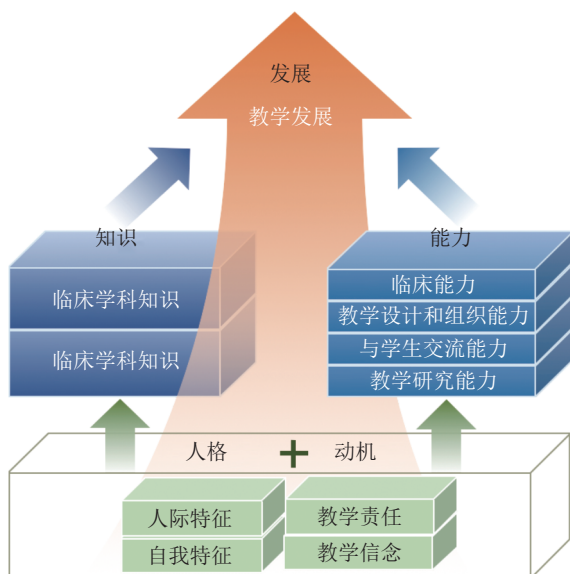 发展
教学发展
知识
能力
临床学科知识
临床学科知识
临床能力
教学设计和组织能力
与学生交流能力
教学研究能力
人格
+
动机
人际特征
自我特征
教学责任
教学信念